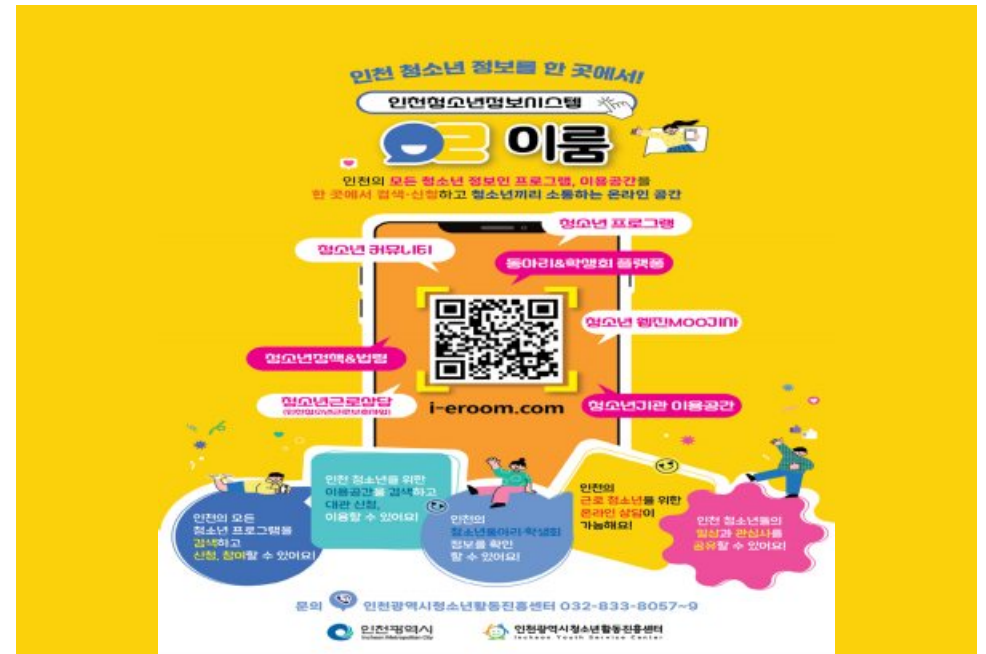 인천 청소년 정보를 한 곳에서!
인천청소년정보시스템
이룸
인천의 모든 청소년 정보인 프로그램, 이용공간을
한 곳에서 검색·신청하고 청소년끼리 소통하는 온라인 공간
청소년 프로그램
청소년 커뮤니티
동아리&학생회 플랫폼
청소년 웹진MOO기사
청소년정책&법령
청소년근로상담
i-eroom.com
청소년기관 이용공간
인천의 모든
청소년 프로그램을
검색하고
신청, 참여할 수 있어요!
인천 청소년을 위한
이용공간을 검색하고
대관 신청,
이용할 수 있어요!
인천의
청소년동아리·학생회
정보를 확인
할 수 있어요!
인천의
근로 청소년을 위한
온라인 상담이
가능해요!
인천 청소년들의
일상과 관심사를
공유할 수 있어요!
문의 인천광역시청소년활동진흥센터 032-833-8057~9
인천광역시
Incheon Metropolitan City
인천광역시청소년활동진흥센터
Incheon Youth Service Center